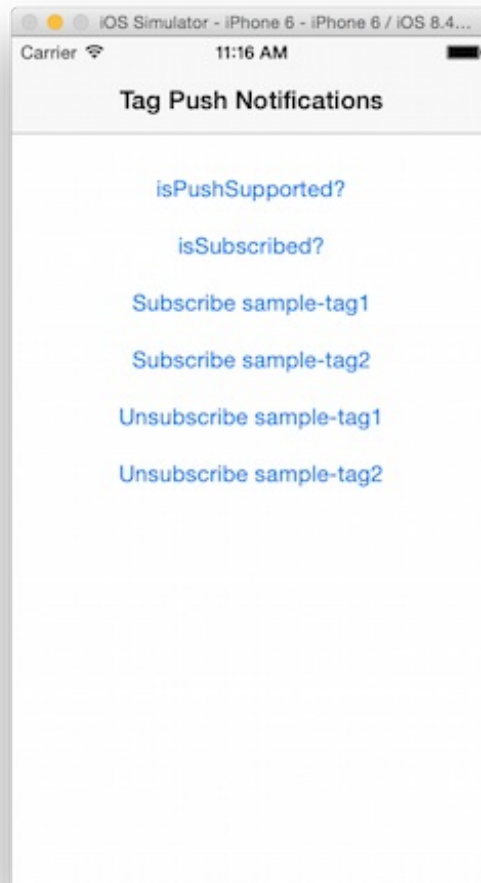 iOS Simulator - iPhone 6 - iPhone 6 / iOS 8.4...
Carrier 11:16 AM
Tag Push Notifications
isPushSupported?
isSubscribed?
Subscribe sample-tag1
Subscribe sample-tag2
Unsubscribe sample-tag1
Unsubscribe sample-tag2